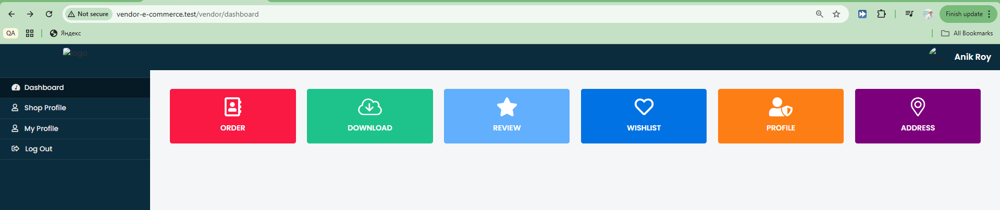 Not secure vendor-e-commerce.test/vendor/dashboard Finish update
QA Яндекс All Bookmarks
logo Anik Roy
Dashboard
Shop Profile
My Profile
Log Out
ORDER DOWNLOAD REVIEW WISHLIST PROFILE ADDRESS